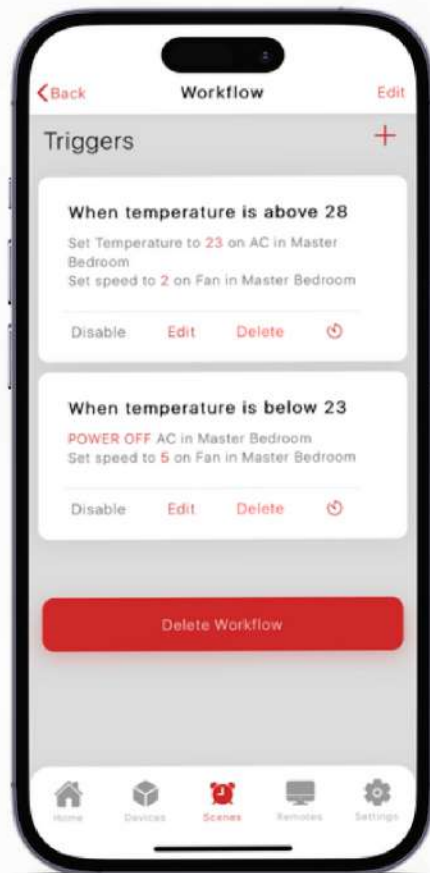 Back Workflow Edit
Triggers +
When temperature is above 28
Set Temperature to 23 on AC in Master
Bedroom
Set speed to 2 on Fan in Master Bedroom
Disable Edit Delete
When temperature is below 23
POWER OFF AC in Master Bedroom
Set speed to 5 on Fan in Master Bedroom
Disable Edit Delete
Delete Workflow
Home Devices Scenes Remotes Settings